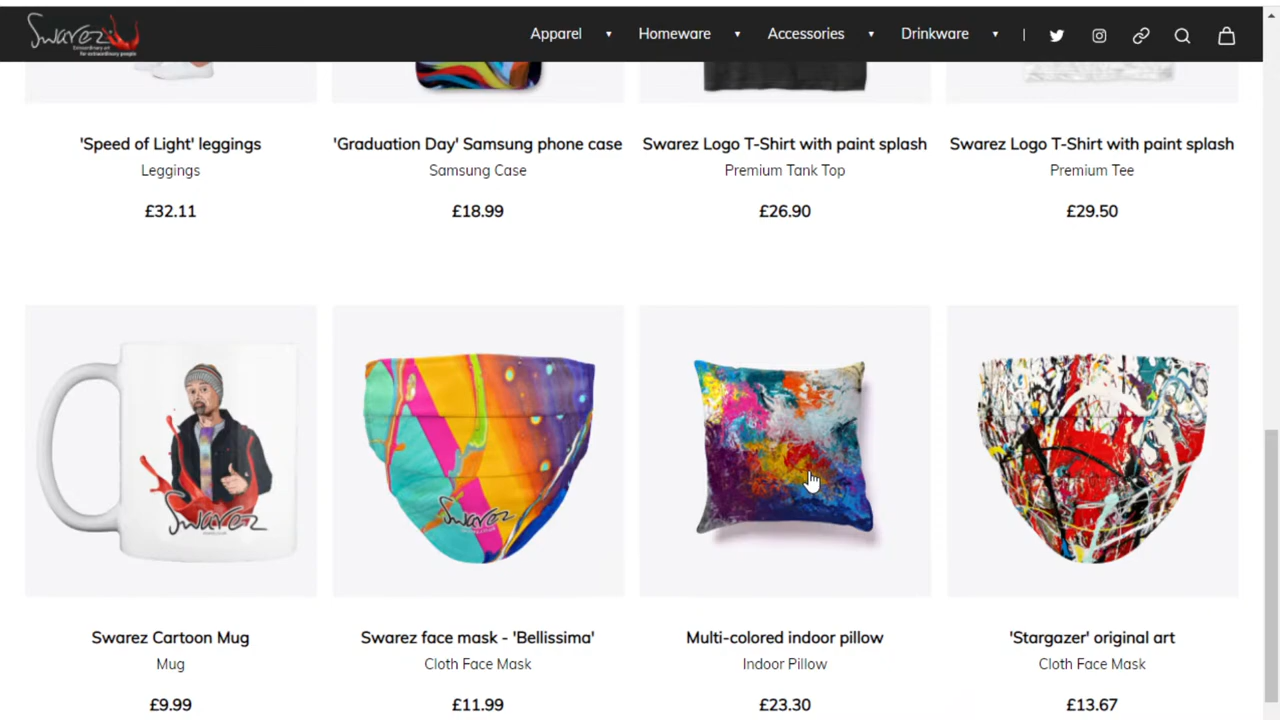 Swarez
Extraordinary art
for extraordinary people
Apparel ▼ Homeware ▼ Accessories ▼ Drinkware ▼ |
'Speed of Light' leggings
Leggings
£32.11
'Graduation Day' Samsung phone case
Samsung Case
£18.99
Swarez Logo T-Shirt with paint splash
Premium Tank Top
£26.90
Swarez Logo T-Shirt with paint splash
Premium Tee
£29.50
Swarez
Swarez Cartoon Mug
Mug
£9.99
Swarez
Swarez face mask - 'Bellissima'
Cloth Face Mask
£11.99
Multi-colored indoor pillow
Indoor Pillow
£23.30
'Stargazer' original art
Cloth Face Mask
£13.67